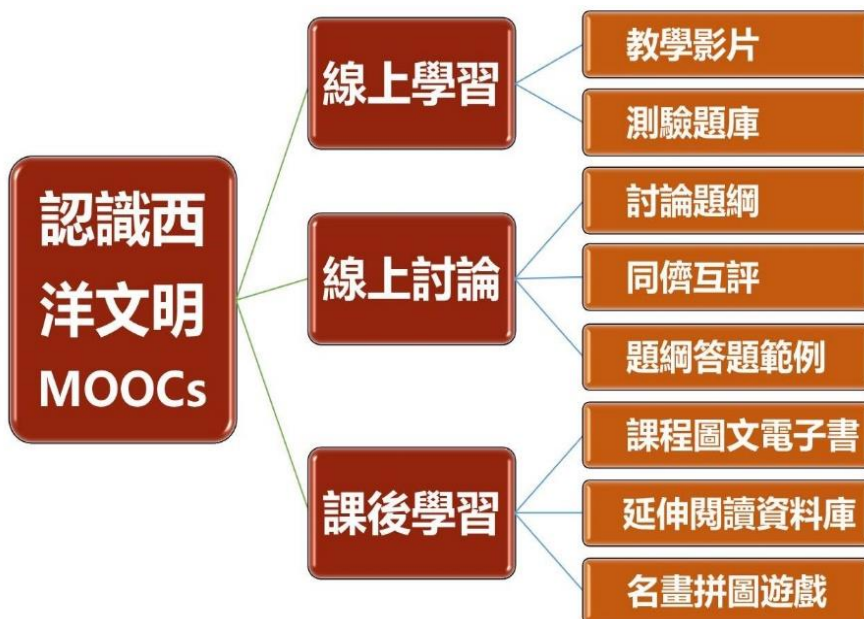 認識西
洋文明
MOOCs
線上學習
教學影片
測驗題庫
線上討論
討論題綱
同儕互評
題綱答題範例
課後學習
課程圖文電子書
延伸閱讀資料庫
名畫拼圖遊戲